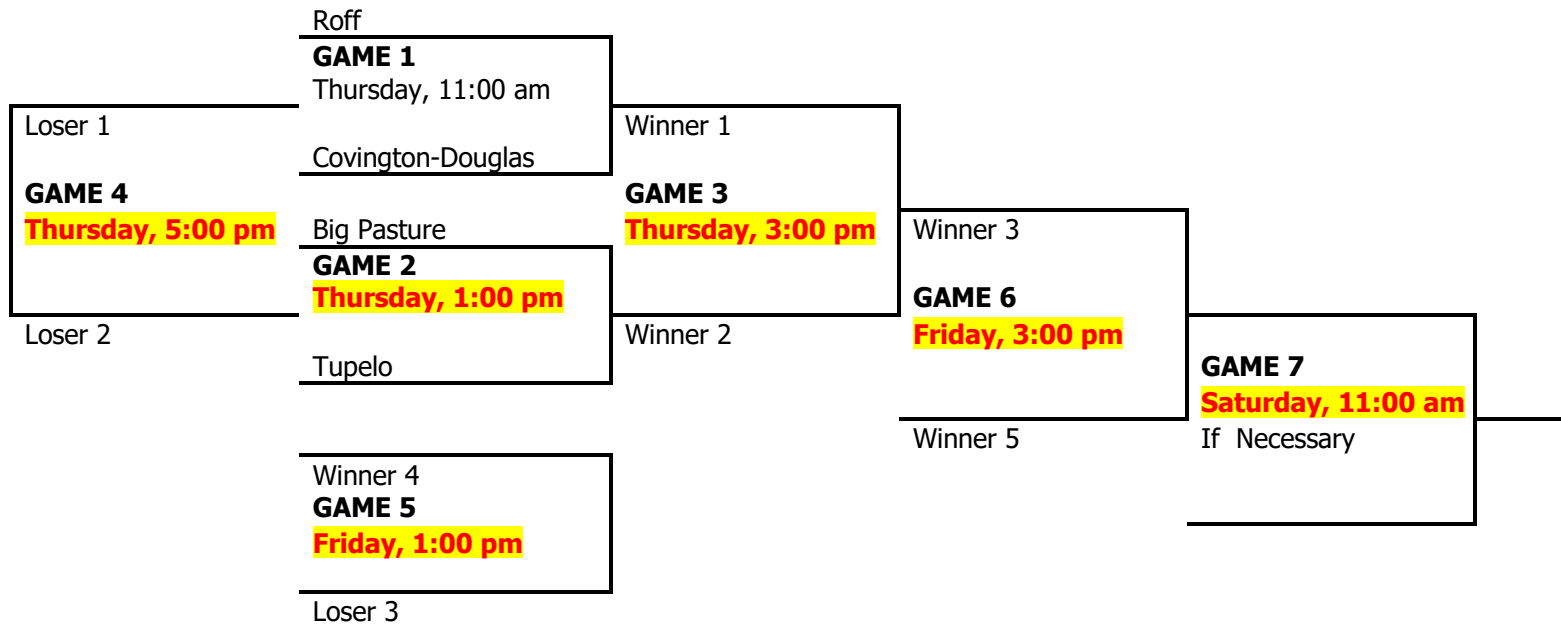 Roff
GAME 1
Thursday, 11:00 am
Covington-Douglas
Loser 1
GAME 4
Thursday, 5:00 pm
Loser 2
Big Pasture
GAME 2
Thursday, 1:00 pm
Tupelo
Winner 1
GAME 3
Thursday, 3:00 pm
Winner 2
Winner 4
GAME 5
Friday, 1:00 pm
Loser 3
Winner 3
GAME 6
Friday, 3:00 pm
Winner 5
GAME 7
Saturday, 11:00 am
If Necessary